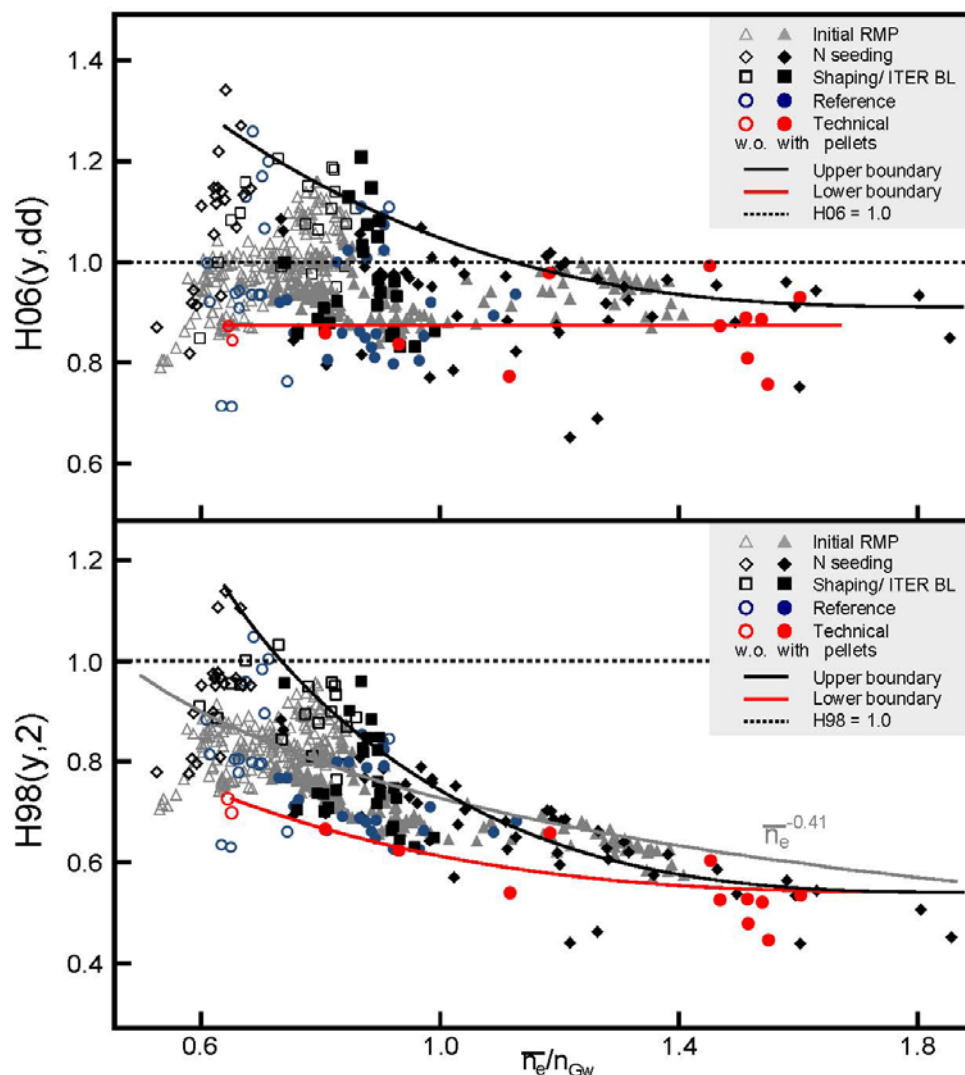 1.4
1.2
1.0
0.8
0.6
H06(y,dd)
Initial RMP
N seeding
Shaping/ ITER BL
Reference
Technical
w.o. with pellets
Upper boundary
Lower boundary
H06 = 1.0
1.2
1.0
0.8
0.6
0.4
H98(y,2)
Initial RMP
N seeding
Shaping/ ITER BL
Reference
Technical
w.o. with pellets
Upper boundary
Lower boundary
H98 = 1.0
n̅e^-0.41
0.6 1.0 1.4 1.8
n̅e/nGw